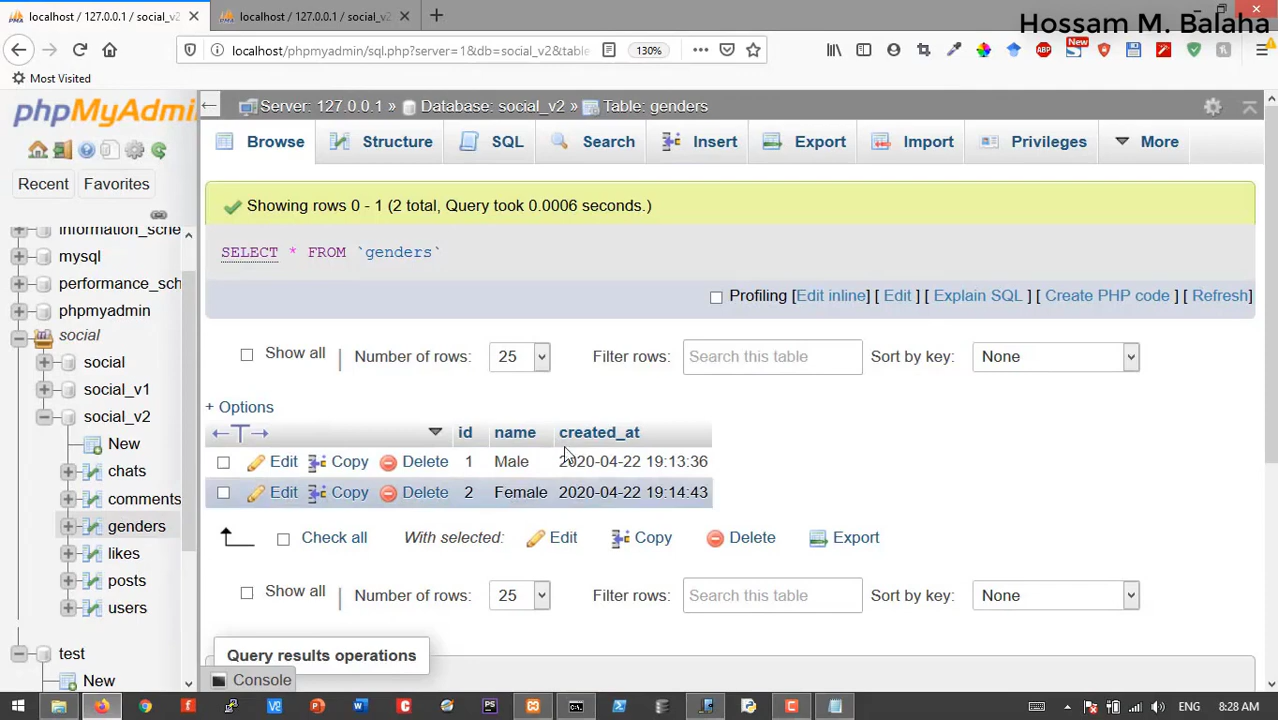 localhost / 127.0.0.1 / social_v2
localhost / 127.0.0.1 / social_v2
Hossam M. Balaha
localhost/phpmyadmin/sql.php?server=1&db=social_v2&table
130%
New
ABP
Most Visited
phpMyAdmin
Server: 127.0.0.1 » Database: social_v2 » Table: genders
Browse Structure SQL Search Insert Export Import Privileges More
Recent Favorites
Showing rows 0 - 1 (2 total, Query took 0.0006 seconds.)
SELECT * FROM `genders`
Profiling [Edit inline] [ Edit ] [ Explain SQL ] [ Create PHP code ] [ Refresh]
Show all Number of rows: 25 Filter rows: Search this table Sort by key: None
+ Options
id name created_at
Edit Copy Delete 1 Male 2020-04-22 19:13:36
Edit Copy Delete 2 Female 2020-04-22 19:14:43
Check all With selected: Edit Copy Delete Export
Show all Number of rows: 25 Filter rows: Search this table Sort by key: None
Query results operations
Console
information_sche
mysql
performance_sch
phpmyadmin
social
social
social_v1
social_v2
New
chats
comments
genders
likes
posts
users
test
New
ENG 8:28 AM